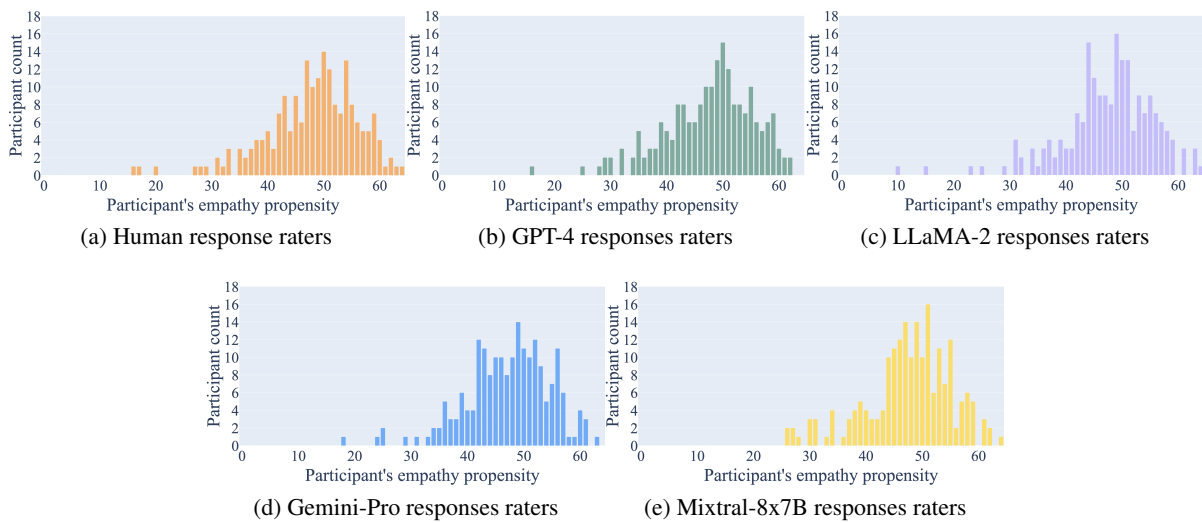 18
16
14
12
10
8
6
4
2
0
Participant count
0 10 20 30 40 50 60
Participant's empathy propensity
(a) Human response raters
18
16
14
12
10
8
6
4
2
0
Participant count
0 10 20 30 40 50 60
Participant's empathy propensity
(b) GPT-4 responses raters
18
16
14
12
10
8
6
4
2
0
Participant count
0 10 20 30 40 50 60
Participant's empathy propensity
(c) LLaMA-2 responses raters
18
16
14
12
10
8
6
4
2
0
Participant count
0 10 20 30 40 50 60
Participant's empathy propensity
(d) Gemini-Pro responses raters
18
16
14
12
10
8
6
4
2
0
Participant count
0 10 20 30 40 50 60
Participant's empathy propensity
(e) Mixtral-8x7B responses raters